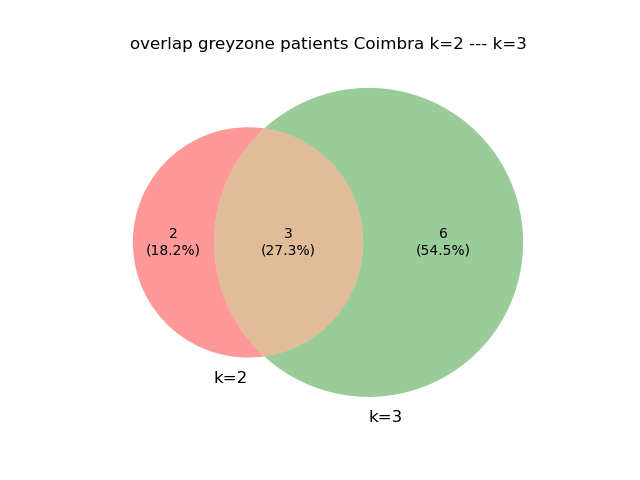 overlap greyzone patients Coimbra k=2 --- k=3
2
(18.2%)
3
(27.3%)
6
(54.5%)
k=2
k=3